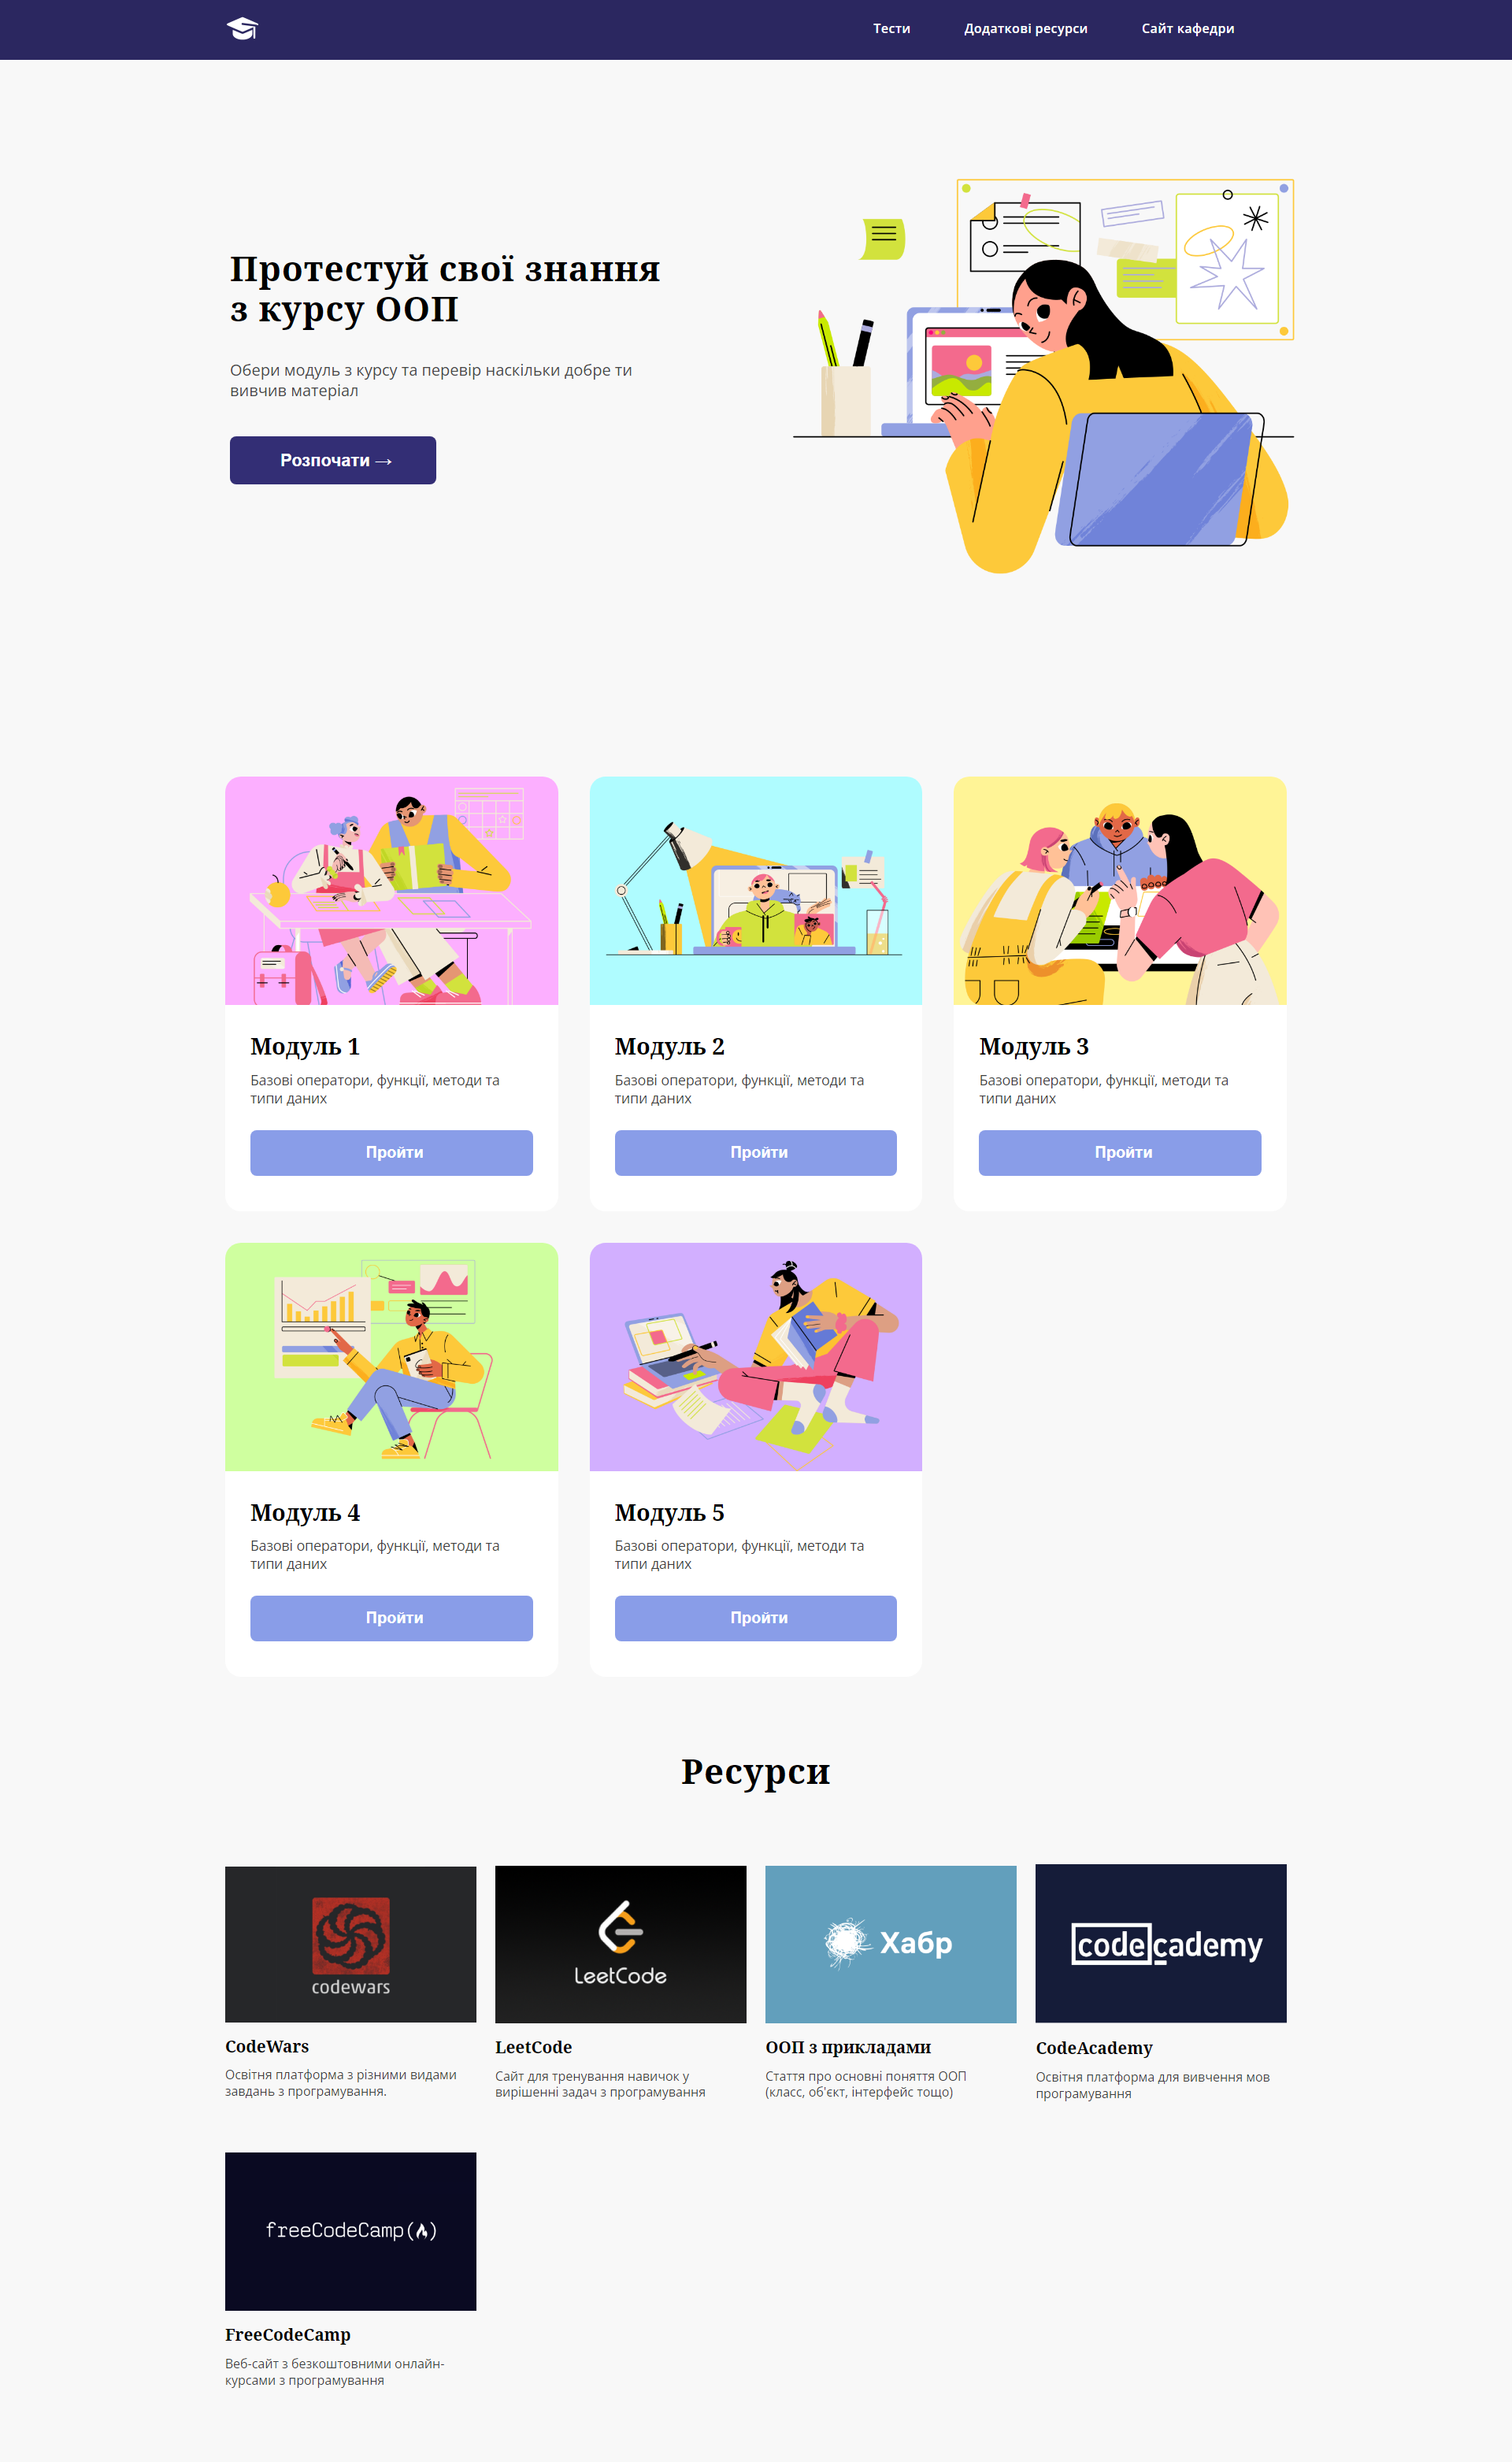 Тести
Додаткові ресурси
Сайт кафедри
Протестуй свої знання
з курсу ООП
Обери модуль з курсу та перевір наскільки добре ти
вивчив матеріал
Розпочати →
Модуль 1
Базові оператори, функції, методи та
типи даних
Пройти
Модуль 2
Базові оператори, функції, методи та
типи даних
Пройти
Модуль 3
Базові оператори, функції, методи та
типи даних
Пройти
Модуль 4
Базові оператори, функції, методи та
типи даних
Пройти
Модуль 5
Базові оператори, функції, методи та
типи даних
Пройти
Ресурси
codewars
CodeWars
Освітня платформа з різними видами
завдань з програмування.
LeetCode
LeetCode
Сайт для тренування навичок у
вирішенні задач з програмування
Хабр
ООП з прикладами
Стаття про основні поняття ООП
(класс, об'єкт, інтерфейс тощо)
codecademy
CodeAcademy
Освітня платформа для вивчення мов
програмування
freeCodeCamp(🔥)
FreeCodeCamp
Веб-сайт з безкоштовними онлайн-
курсами з програмування